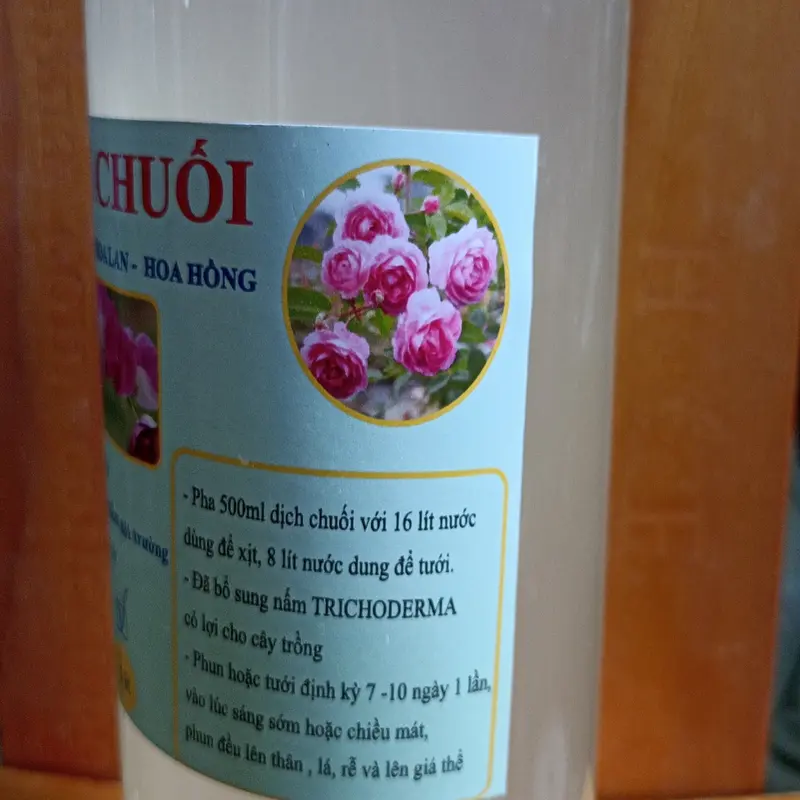 CHUỐI
HOA LAN - HOA HỒNG
trường
- Pha 500ml dịch chuối với 16 lít nước
dùng để xịt, 8 lít nước dung để tưới.
- Đã bổ sung nấm TRICHODERMA
có lợi cho cây trồng
- Phun hoặc tưới định kỳ 7 -10 ngày 1 lần,
vào lúc sáng sớm hoặc chiều mát,
phun đều lên thân , lá, rễ và lên giá thể